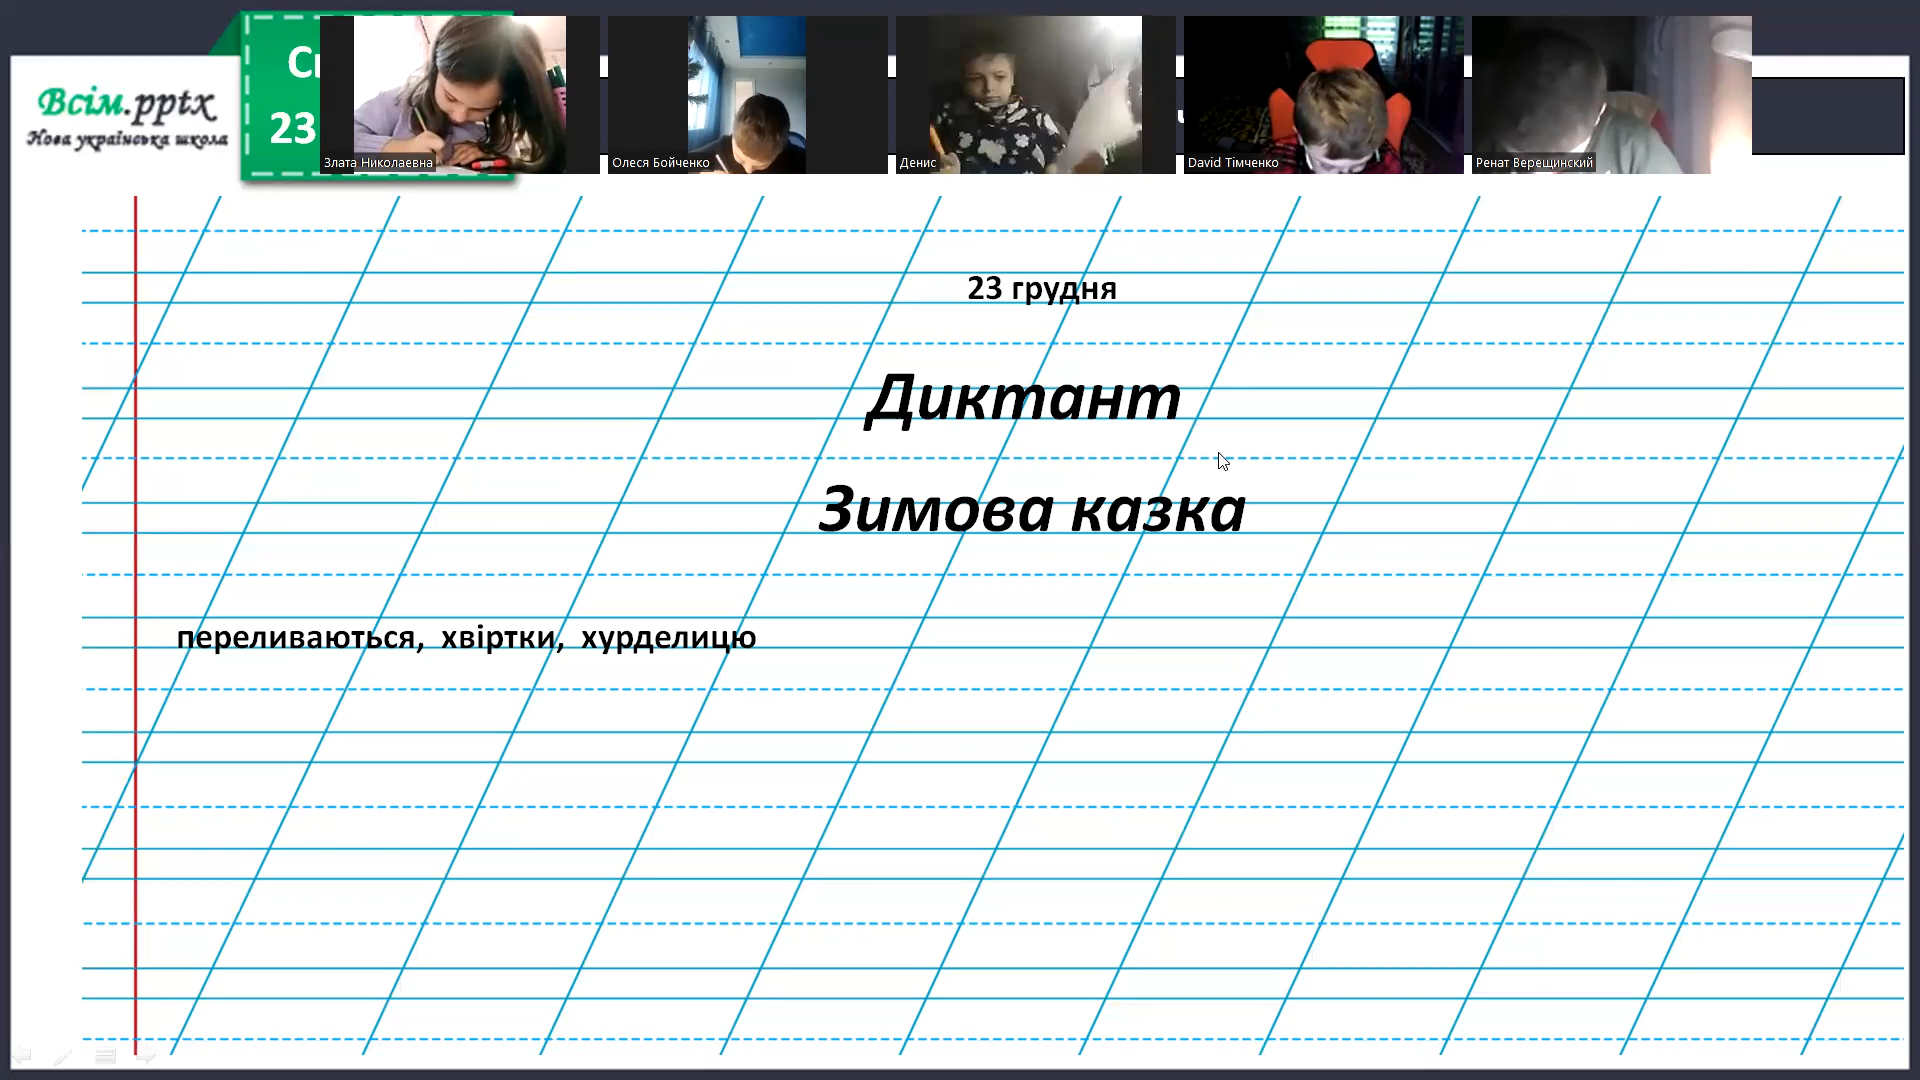 Всім.pptx
Нова українська школа
23
Злата Николаевна
Олеся Бойченко
Денис
David Тімченко
Ренат Верещинский
23 грудня
Диктант
Зимова казка
переливаються, хвіртки, хурделицю